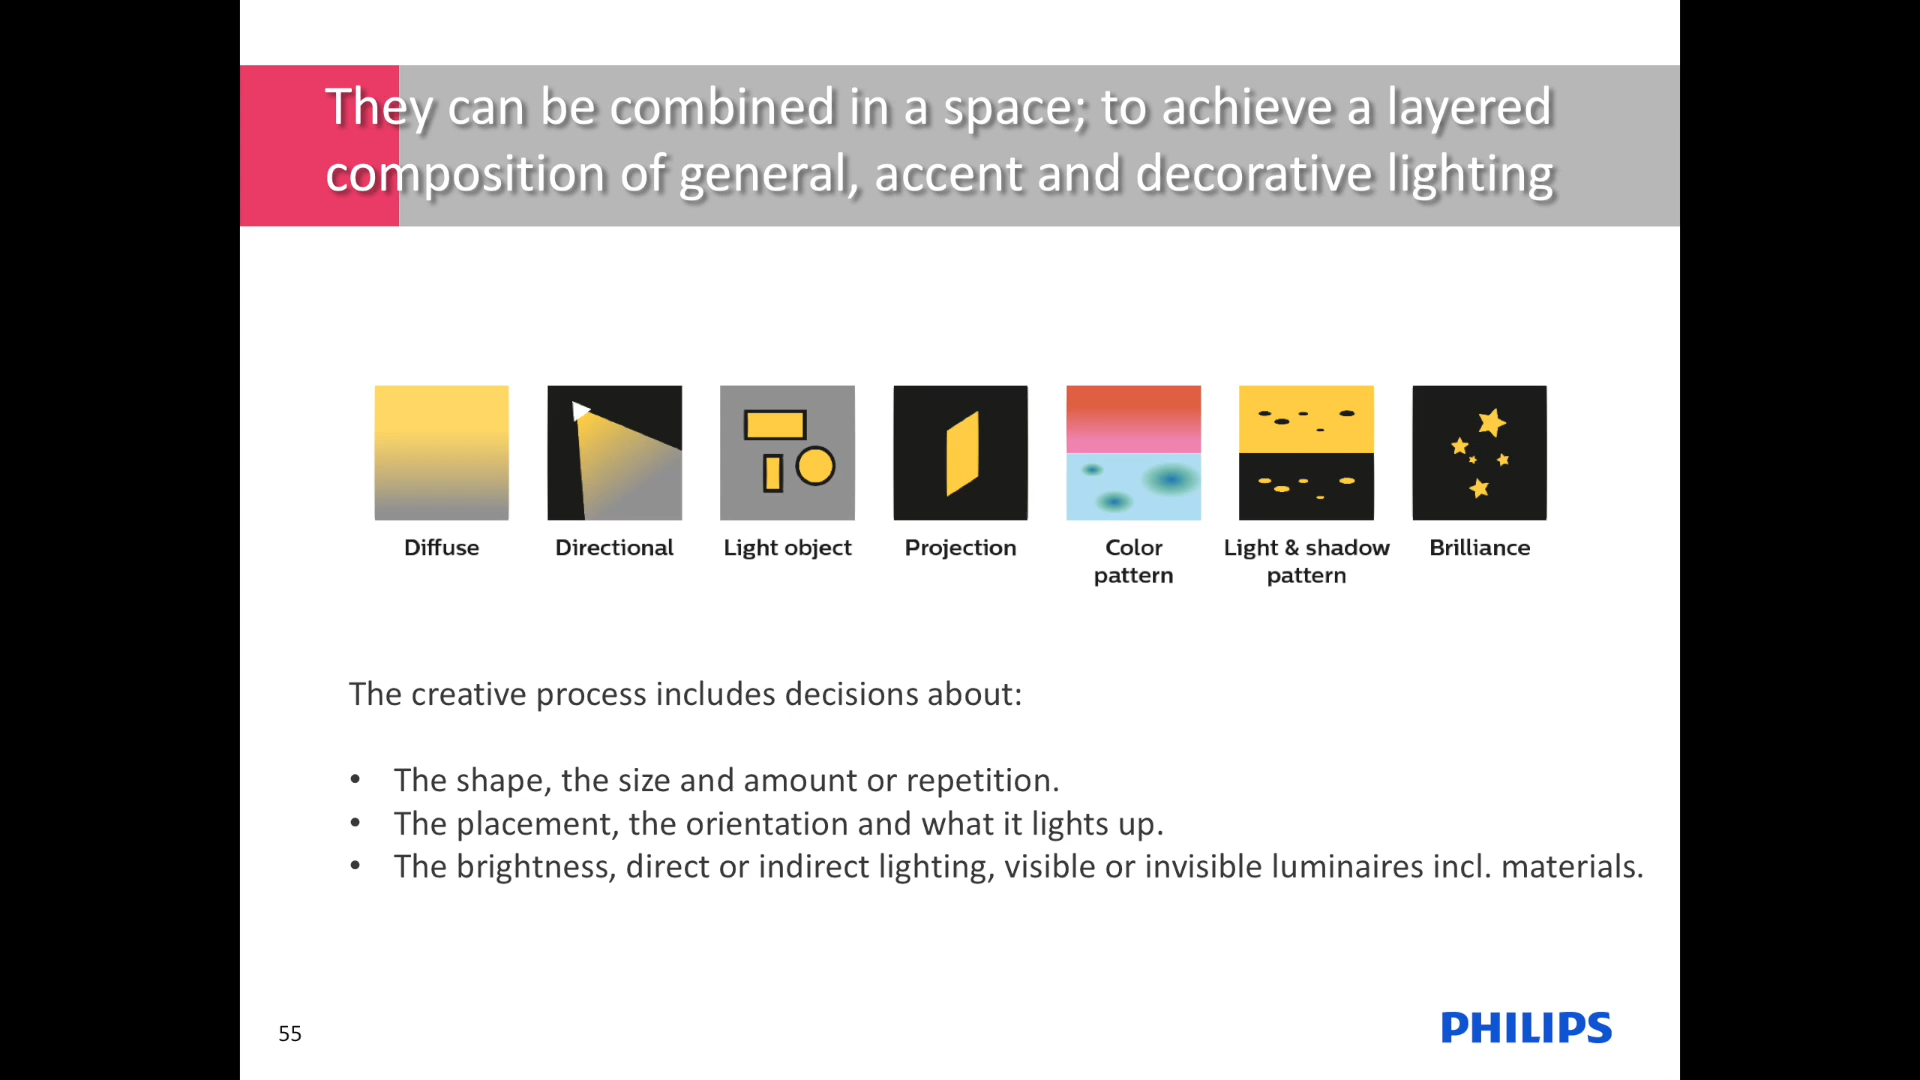 They can be combined in a space; to achieve a layered
composition of general, accent and decorative lighting
Diffuse
Directional
Light object
Projection
Color
pattern
Light & shadow
pattern
Brilliance
The creative process includes decisions about:
• The shape, the size and amount or repetition.
• The placement, the orientation and what it lights up.
• The brightness, direct or indirect lighting, visible or invisible luminaires incl. materials.
55
PHILIPS